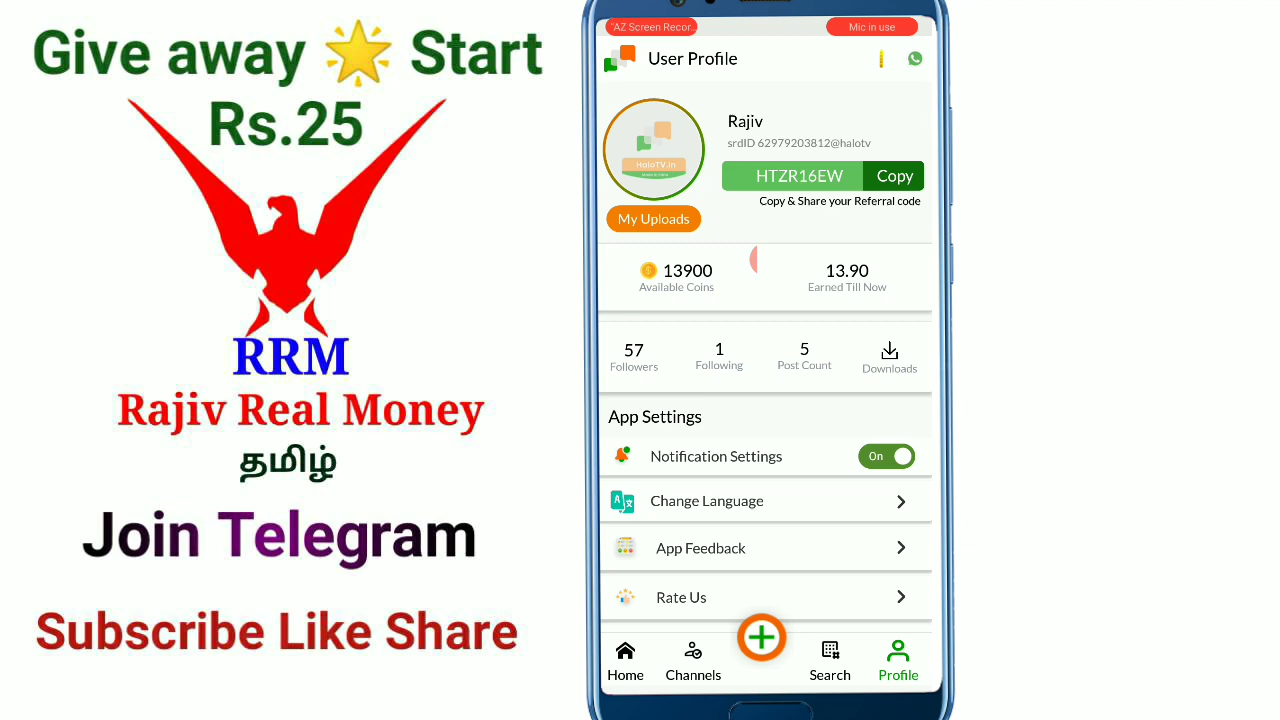 Give away 🌟 Start
Rs.25
RRM
Rajiv Real Money
தமிழ்
Join Telegram
Subscribe Like Share
"AZ Screen Recor..
Mic in use
User Profile
Rajiv
srdID 62979203812@halotv
HaloTV.in
HTZR16EW
Copy
Copy & Share your Referral code
My Uploads
13900
Available Coins
13.90
Earned Till Now
57
Followers
1
Following
5
Post Count
Downloads
App Settings
Notification Settings
On
Change Language
App Feedback
Rate Us
Home
Channels
Search
Profile